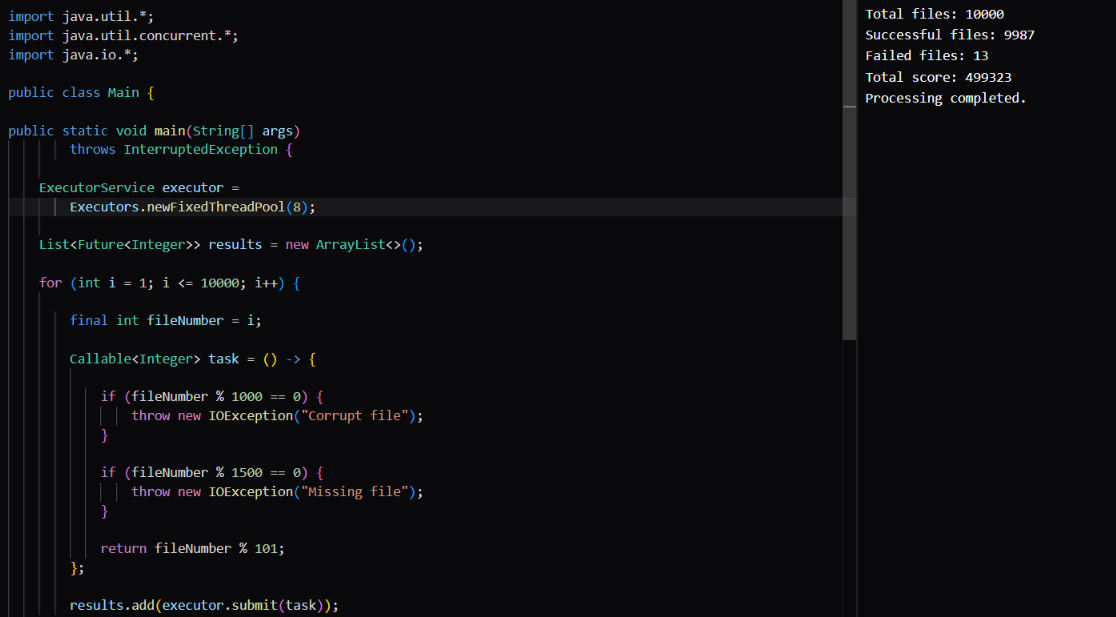 import java.util.*;
import java.util.concurrent.*;
import java.io.*;
public class Main {
public static void main(String[] args)
throws InterruptedException {
ExecutorService executor =
Executors.newFixedThreadPool(8);
List<Future<Integer>> results = new ArrayList<>();
for (int i = 1; i <= 10000; i++) {
final int fileNumber = i;
Callable<Integer> task = () -> {
if (fileNumber % 1000 == 0) {
throw new IOException("Corrupt file");
}
if (fileNumber % 1500 == 0) {
throw new IOException("Missing file");
}
return fileNumber % 101;
};
results.add(executor.submit(task));
Total files: 10000
Successful files: 9987
Failed files: 13
Total score: 499323
Processing completed.